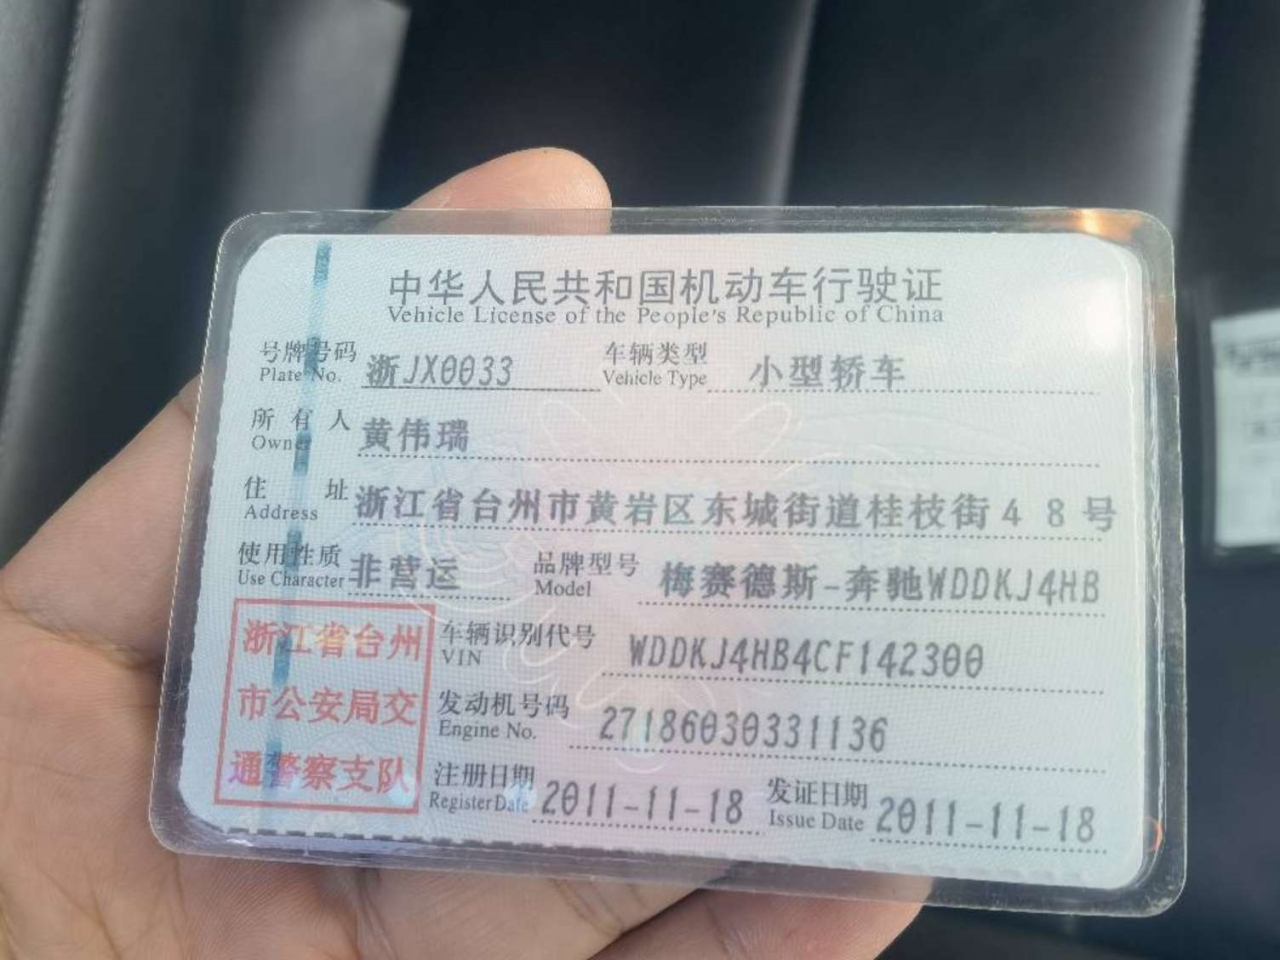 中华人民共和国机动车行驶证
Vehicle License of the People's Republic of China
号牌号码 浙JX0033 车辆类型 小型轿车
Plate No. Vehicle Type
所有人 黄伟瑞
Owner
住址 浙江省台州市黄岩区东城街道桂枝街48号
Address
使用性质 非营运 品牌型号 梅赛德斯-奔驰WDDKJ4HB
Use Character Model
浙江省台州
市公安局交
通警察支队
车辆识别代号 WDDKJ4HB4CF142300
VIN
发动机号码 27186030331136
Engine No.
注册日期 2011-11-18 发证日期 2011-11-18
Register Date Issue Date